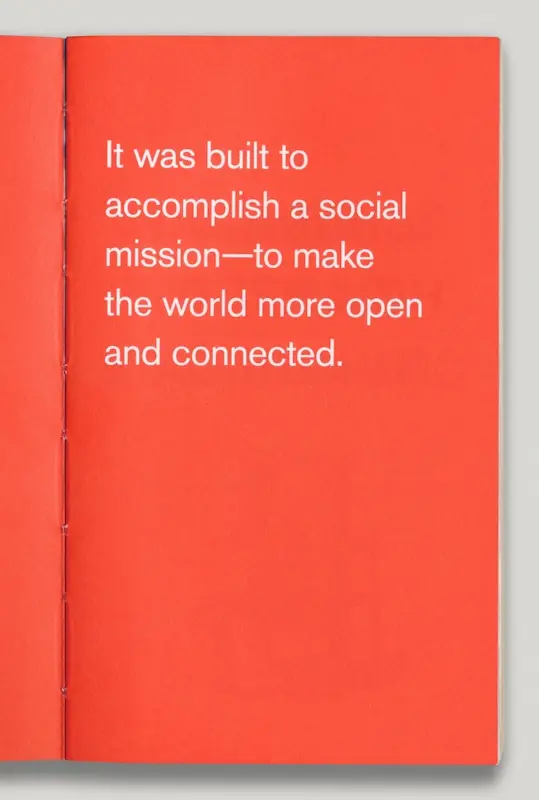 It was built to
accomplish a social
mission—to make
the world more open
and connected.